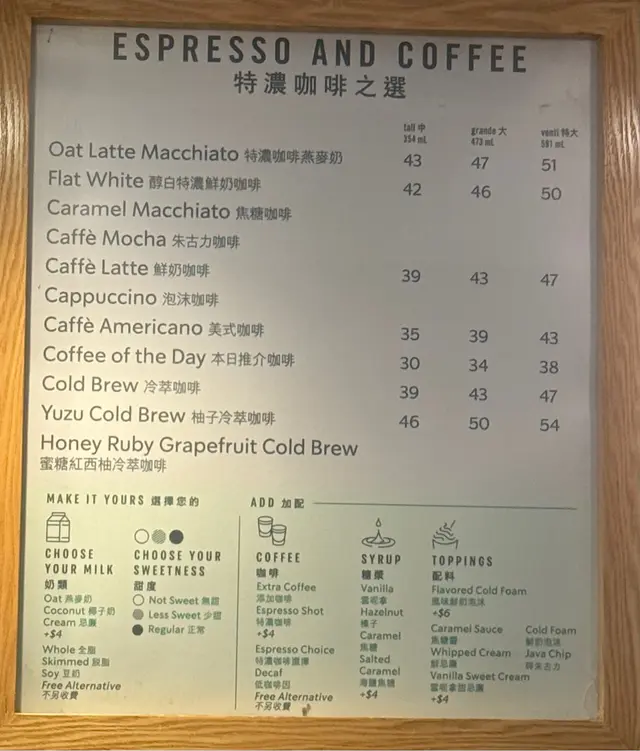 ESPRESSO AND COFFEE
特濃咖啡之選
tall 中 grande 大 venti 特大
354 mL 473 mL 591 mL
Oat Latte Macchiato 特濃咖啡燕麥奶 43 47 51
Flat White 醇白特濃鮮奶咖啡 42 46 50
Caramel Macchiato 焦糖咖啡
Caffè Mocha 朱古力咖啡
Caffè Latte 鮮奶咖啡 39 43 47
Cappuccino 泡沫咖啡
Caffè Americano 美式咖啡 35 39 43
Coffee of the Day 本日推介咖啡 30 34 38
Cold Brew 冷萃咖啡 39 43 47
Yuzu Cold Brew 柚子冷萃咖啡 46 50 54
Honey Ruby Grapefruit Cold Brew
蜜糖紅西柚冷萃咖啡
MAKE IT YOURS 選擇您的
CHOOSE
YOUR MILK
奶類
Oat 燕麥奶
Coconut 椰子奶
Cream 忌廉
+$4
Whole 全脂
Skimmed 脱脂
Soy 豆奶
Free Alternative
不另收費
CHOOSE YOUR
SWEETNESS
甜度
Not Sweet 無甜
Less Sweet 少甜
Regular 正常
ADD 加配
COFFEE
咖啡
Extra Coffee
添加咖啡
Espresso Shot
特濃咖啡
+$4
Espresso Choice
特濃咖啡選擇
Decaf
低咖啡因
Free Alternative
不另收費
SYRUP
糖漿
Vanilla
雲呢拿
Hazelnut
榛子
Caramel
焦糖
Salted
Caramel
海鹽焦糖
+$4
TOPPINGS
配料
Flavored Cold Foam
風味鮮奶泡沫
+$6
Caramel Sauce
焦糖醬
Whipped Cream
鮮忌廉
Vanilla Sweet Cream
雲呢拿甜忌廉
+$4
Cold Foam
鮮奶泡沫
Java Chip
碎朱古力